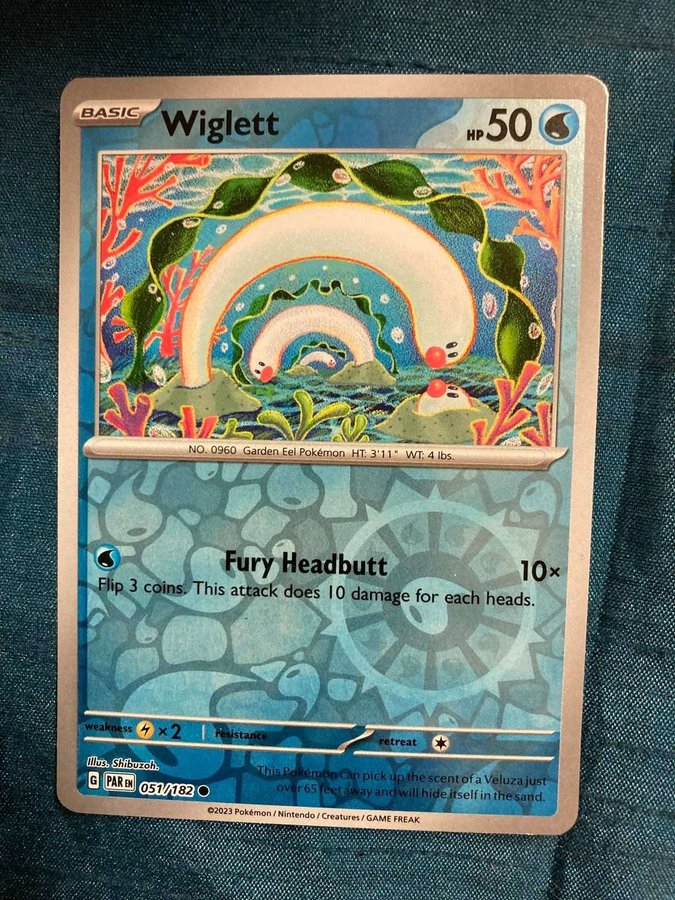 BASIC Wiglett HP 50
NO. 0960 Garden Eel Pokémon HT: 3'11" WT: 4 lbs.
Fury Headbutt 10×
Flip 3 coins. This attack does 10 damage for each heads.
weakness ×2 resistance retreat
Illus. Shibuzoh.
G PAR EN 051/182
This Pokémon can pick up the scent of a Veluza just
over 65 feet away and will hide itself in the sand.
©2023 Pokémon / Nintendo / Creatures / GAME FREAK